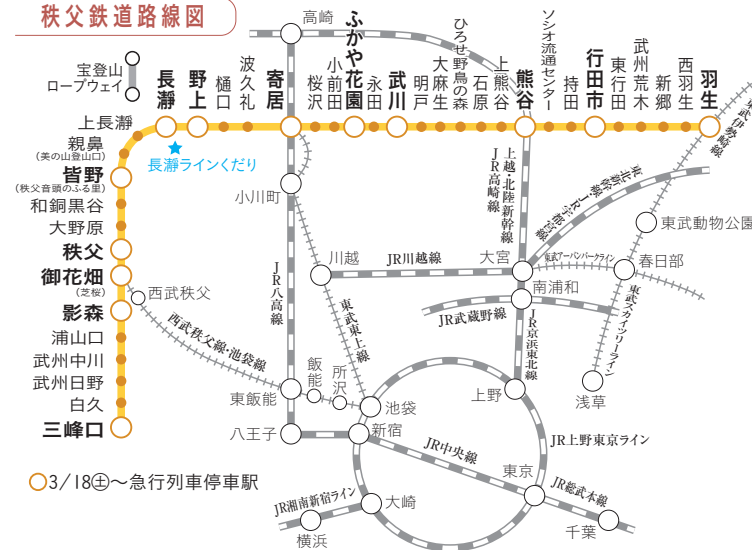 秩父鉄道路線図
高崎
宝登山
ロープウェイ
長瀞
野上
樋口
波久礼
寄居
桜沢
小前田
ふかや花園
永田
武川
明戸
大麻生
ひろせ野鳥の森
石原
上熊谷
熊谷
ソシオ流通センター
持田
行田市
東行田
武州荒木
新郷
西羽生
羽生
上長瀞
親鼻
(美の山登山口)
皆野
(秩父音頭のふる里)
和銅黒谷
大野原
秩父
御花畑
(芝桜)
影森
浦山口
武州中川
武州日野
白久
三峰口
長瀞ラインくだり
小川町
上越・北陸新幹線
JR高崎線
東北新幹線・JR宇都宮線
東武伊勢崎線
東武動物公園
川越
JR川越線
大宮
東武アーバンパークライン
春日部
西武秩父
JR八高線
東武東上線
南浦和
JR武蔵野線
JR京浜東北線
東武スカイツリーライン
西武秩父線・池袋線
飯能
所沢
東飯能
池袋
上野
浅草
八王子
新宿
JR中央線
JR上野東京ライン
東京
JR総武本線
千葉
JR湘南新宿ライン
大崎
横浜
3/18㊏～急行列車停車駅